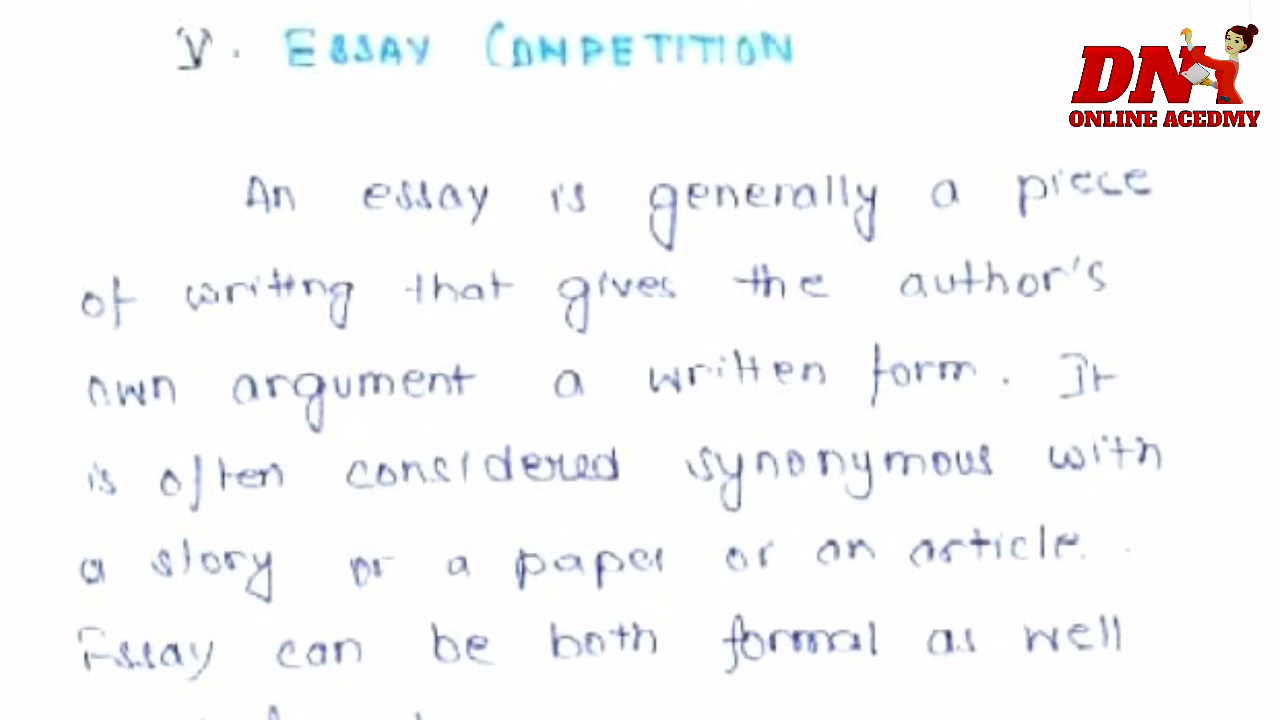 V. ESSAY COMPETITION
DN
ONLINE ACEDMY
An essay is generally a piece
of writing that gives the author's
own argument a written form. It
is often considered synonymous with
a story or a paper or an article.
Essay can be both formal as well